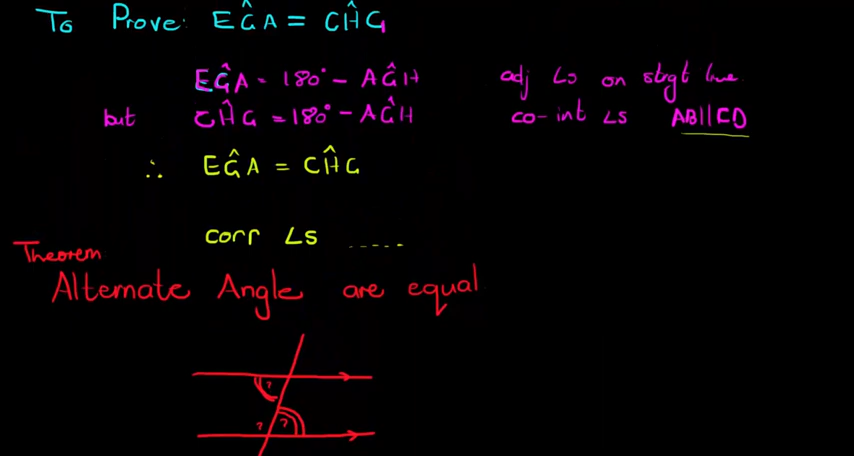 To Prove: EĜA = CĤG
EĜA = 180° - AĜH adj ∠s on strgt line
but CĤG = 180° - AĜH co-int ∠s AB||CD
∴ EĜA = CĤG
corr ∠s .....
Theorem
Alternate Angle are equal
?
? ?